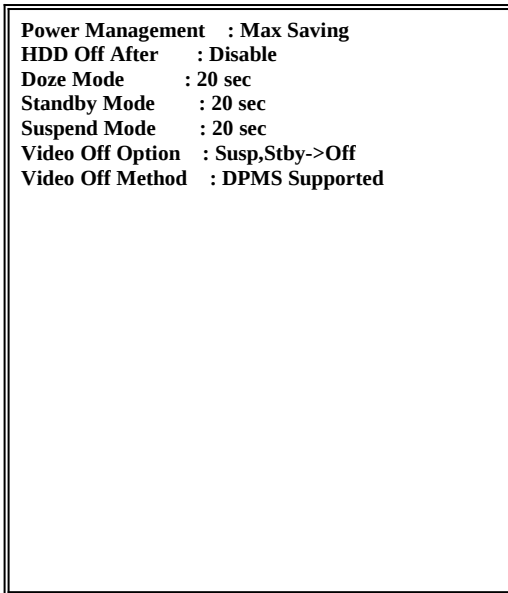 Power Management : Max Saving
HDD Off After : Disable
Doze Mode : 20 sec
Standby Mode : 20 sec
Suspend Mode : 20 sec
Video Off Option : Susp,Stby->Off
Video Off Method : DPMS Supported